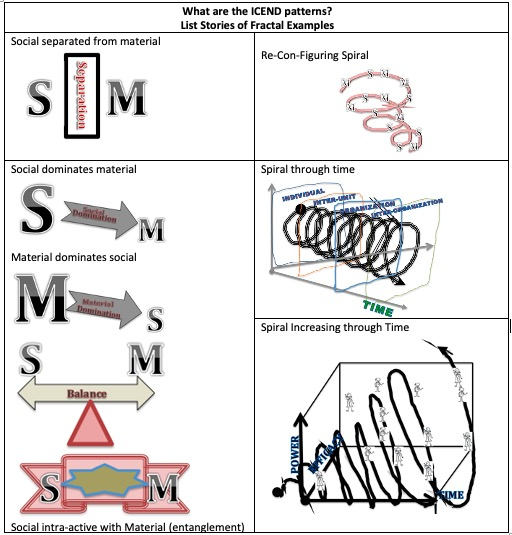 What are the ICEND patterns?
List Stories of Fractal Examples
Social separated from material
S
Separation
M
Social dominates material
S
Social
Domination
M
Material dominates social
M
Material
Domination
S
S
M
Balance
S
M
Social intra-active with Material (entanglement)
Re-Con-Figuring Spiral
M
S
M
S
S
M
S
M
S
M
Spiral through time
INDIVIDUAL
INTER-UNIT
ORGANIZATION
INTER-ORGANIZATION
TIME
Spiral Increasing through Time
POWER
EFFICACY
TIME